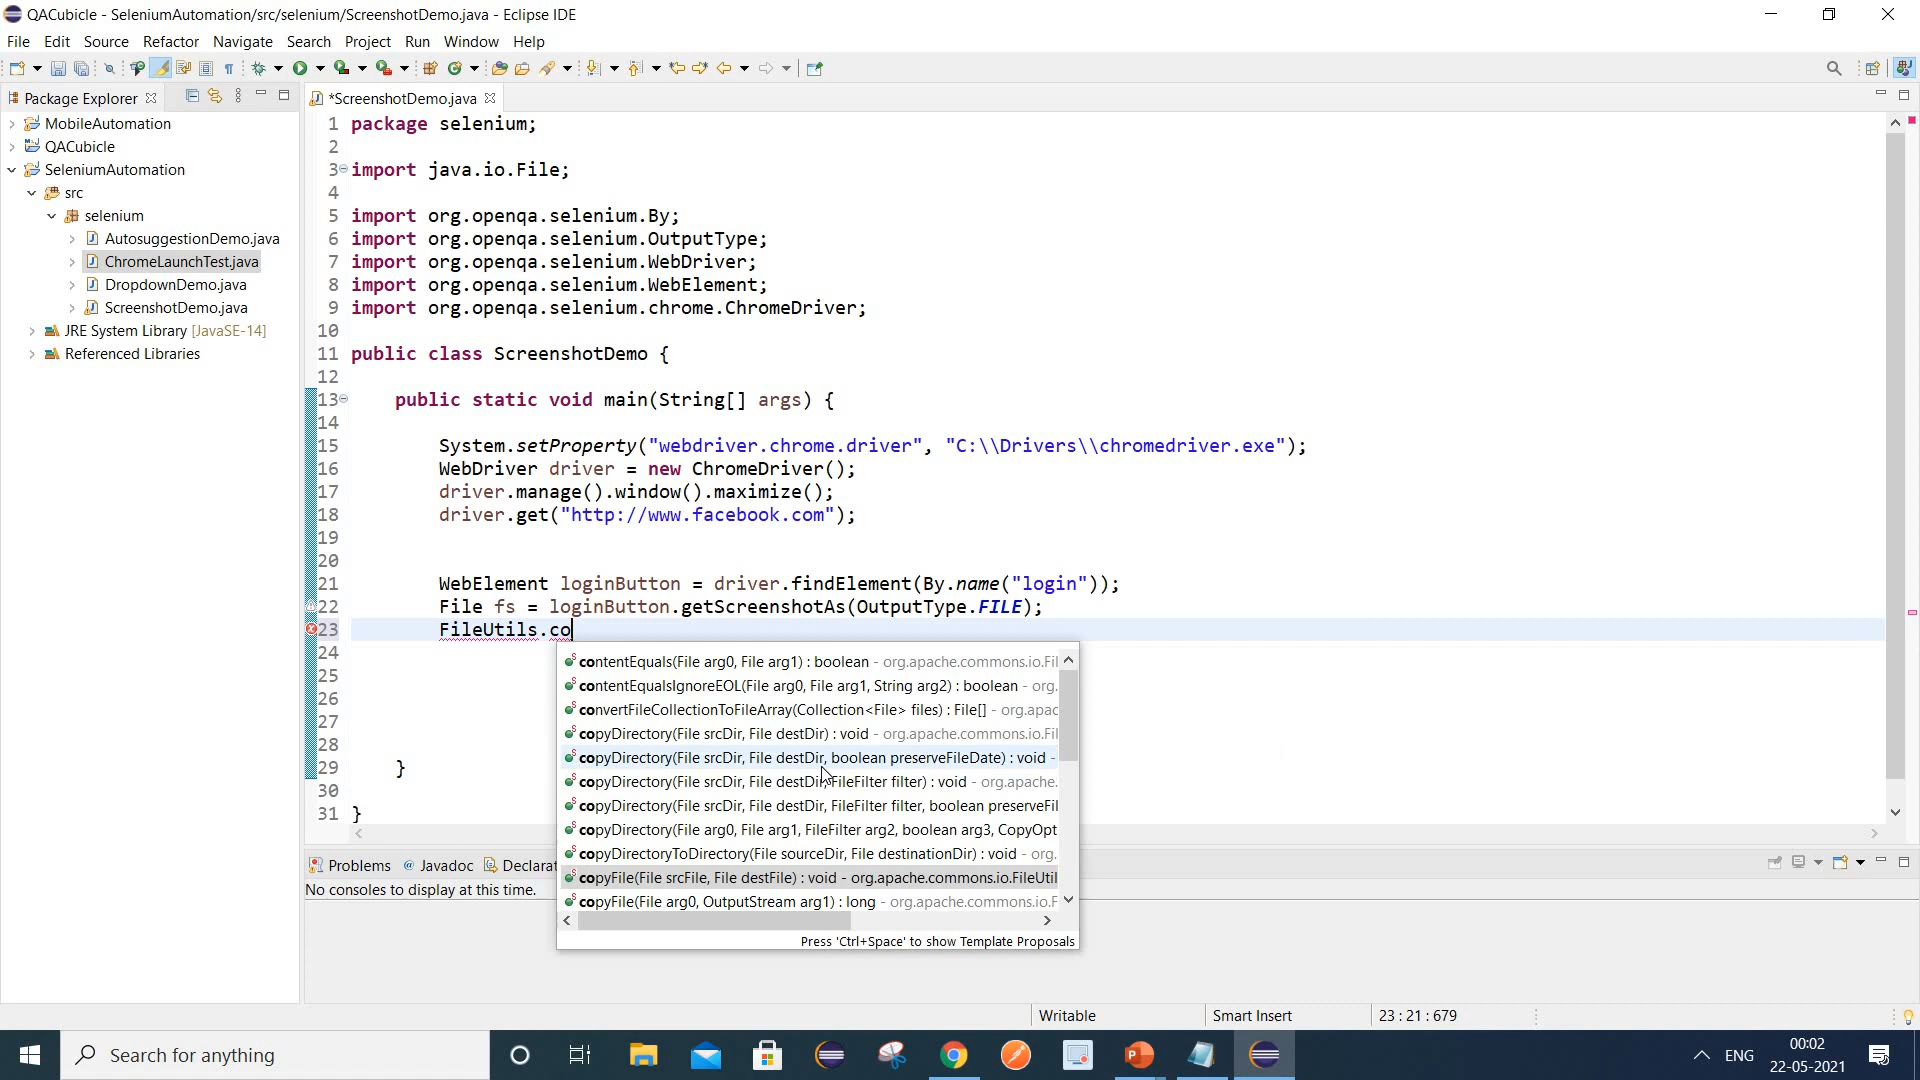 QACubicle - SeleniumAutomation/src/selenium/ScreenshotDemo.java - Eclipse IDE
File Edit Source Refactor Navigate Search Project Run Window Help
Package Explorer
*ScreenshotDemo.java
MobileAutomation
QACubicle
SeleniumAutomation
src
selenium
AutosuggestionDemo.java
ChromeLaunchTest.java
DropdownDemo.java
ScreenshotDemo.java
JRE System Library [JavaSE-14]
Referenced Libraries
1 package selenium;
2
3 import java.io.File;
4
5 import org.openqa.selenium.By;
6 import org.openqa.selenium.OutputType;
7 import org.openqa.selenium.WebDriver;
8 import org.openqa.selenium.WebElement;
9 import org.openqa.selenium.chrome.ChromeDriver;
10
11 public class ScreenshotDemo {
12
13 public static void main(String[] args) {
14
15 System.setProperty("webdriver.chrome.driver", "C:\\Drivers\\chromedriver.exe");
16 WebDriver driver = new ChromeDriver();
17 driver.manage().window().maximize();
18 driver.get("http://www.facebook.com");
19
20
21 WebElement loginButton = driver.findElement(By.name("login"));
22 File fs = loginButton.getScreenshotAs(OutputType.FILE);
23 FileUtils.co
24
25
26
27
28
29 }
30
31 }
contentEquals(File arg0, File arg1) : boolean - org.apache.commons.io.Fil
contentEqualsIgnoreEOL(File arg0, File arg1, String arg2) : boolean - org.
convertFileCollectionToFileArray(Collection<File> files) : File[] - org.apac
copyDirectory(File srcDir, File destDir) : void - org.apache.commons.io.Fil
copyDirectory(File srcDir, File destDir, boolean preserveFileDate) : void -
copyDirectory(File srcDir, File destDir, FileFilter filter) : void - org.apache.
copyDirectory(File srcDir, File destDir, FileFilter filter, boolean preserveFil
copyDirectory(File arg0, File arg1, FileFilter arg2, boolean arg3, CopyOpt
copyDirectoryToDirectory(File sourceDir, File destinationDir) : void - org.
copyFile(File srcFile, File destFile) : void - org.apache.commons.io.FileUtil
copyFile(File arg0, OutputStream arg1) : long - org.apache.commons.io.F
Press 'Ctrl+Space' to show Template Proposals
Problems Javadoc Declarat
No consoles to display at this time.
Writable Smart Insert 23 : 21 : 679
Search for anything
ENG
00:02
22-05-2021